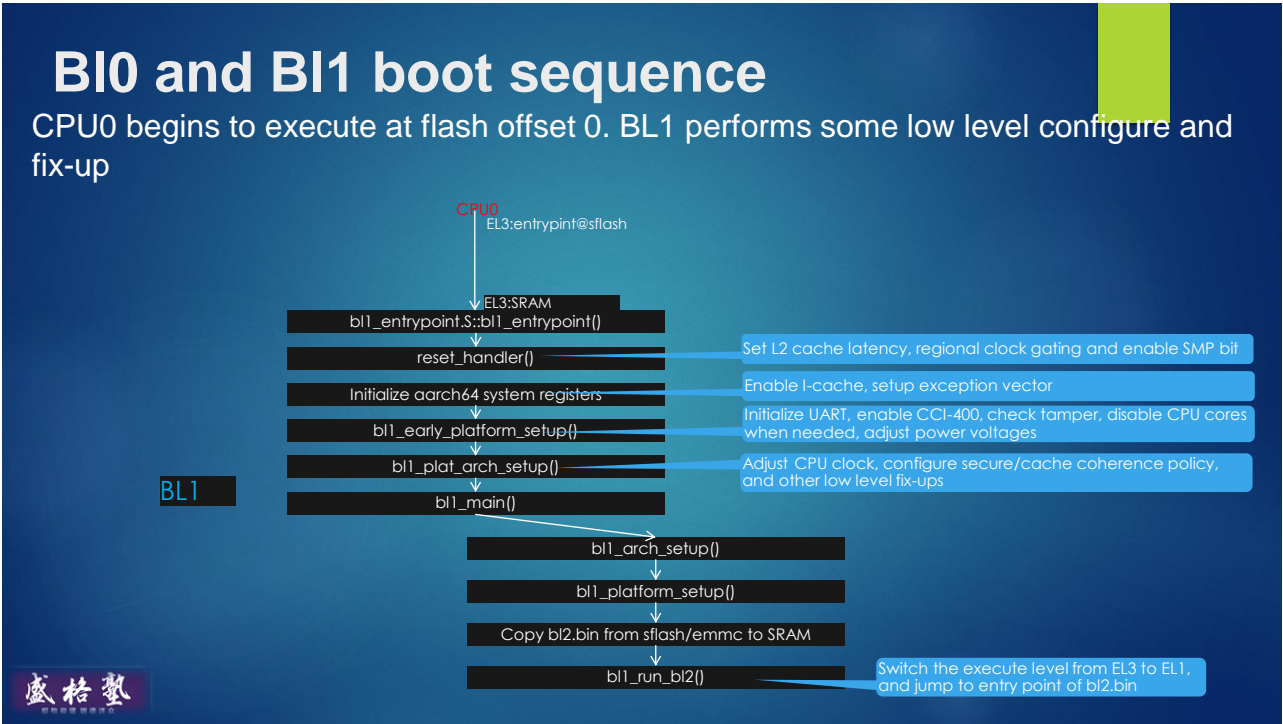 Bl0 and Bl1 boot sequence
CPU0 begins to execute at flash offset 0. BL1 performs some low level configure and
fix-up
CPU0
EL3:entrypint@sflash
EL3:SRAM
bl1_entrypoint.S::bl1_entrypoint()
reset_handler()
Set L2 cache latency, regional clock gating and enable SMP bit
Initialize aarch64 system registers
Enable I-cache, setup exception vector
bl1_early_platform_setup()
Initialize UART, enable CCI-400, check tamper, disable CPU cores
when needed, adjust power voltages
bl1_plat_arch_setup()
Adjust CPU clock, configure secure/cache coherence policy,
and other low level fix-ups
BL1
bl1_main()
bl1_arch_setup()
bl1_platform_setup()
Copy bl2.bin from sflash/emmc to SRAM
bl1_run_bl2()
Switch the execute level from EL3 to EL1,
and jump to entry point of bl2.bin
盛格塾